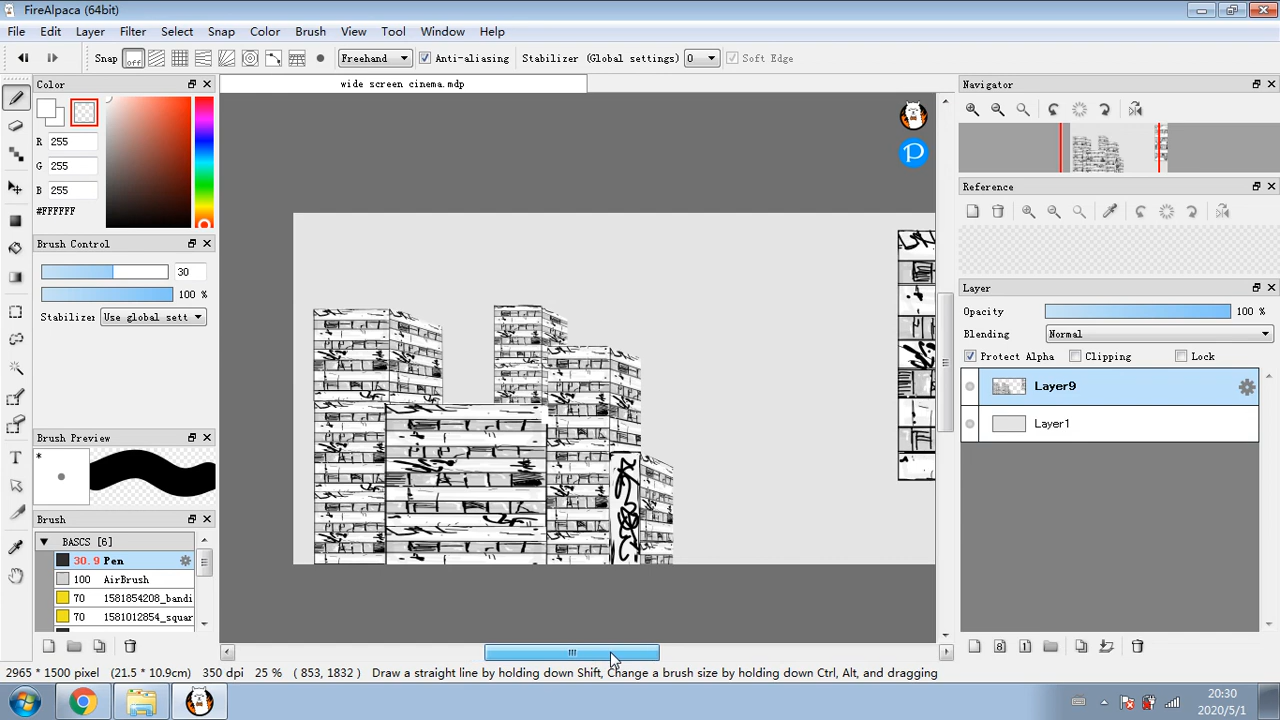 FireAlpaca (64bit)
File Edit Layer Filter Select Snap Color Brush View Tool Window Help
Snap off Freehand Anti-aliasing Stabilizer (Global settings) 0 Soft Edge
Color
wide screen cinema.mdp
Navigator
R 255
G 255
B 255
#FFFFFF
P
Reference
Brush Control
30
100 %
Stabilizer Use global sett
Layer
Opacity 100 %
Blending Normal
Protect Alpha Clipping Lock
Layer9
Layer1
Brush Preview
*
Brush
BASCS [6]
30.9 Pen
100 AirBrush
70 1581854208_bandi
70 1581012854_squar
2965 * 1500 pixel (21.5 * 10.9cm) 350 dpi 25 % ( 853, 1832 ) Draw a straight line by holding down Shift, Change a brush size by holding down Ctrl, Alt, and dragging
20:30
2020/5/1